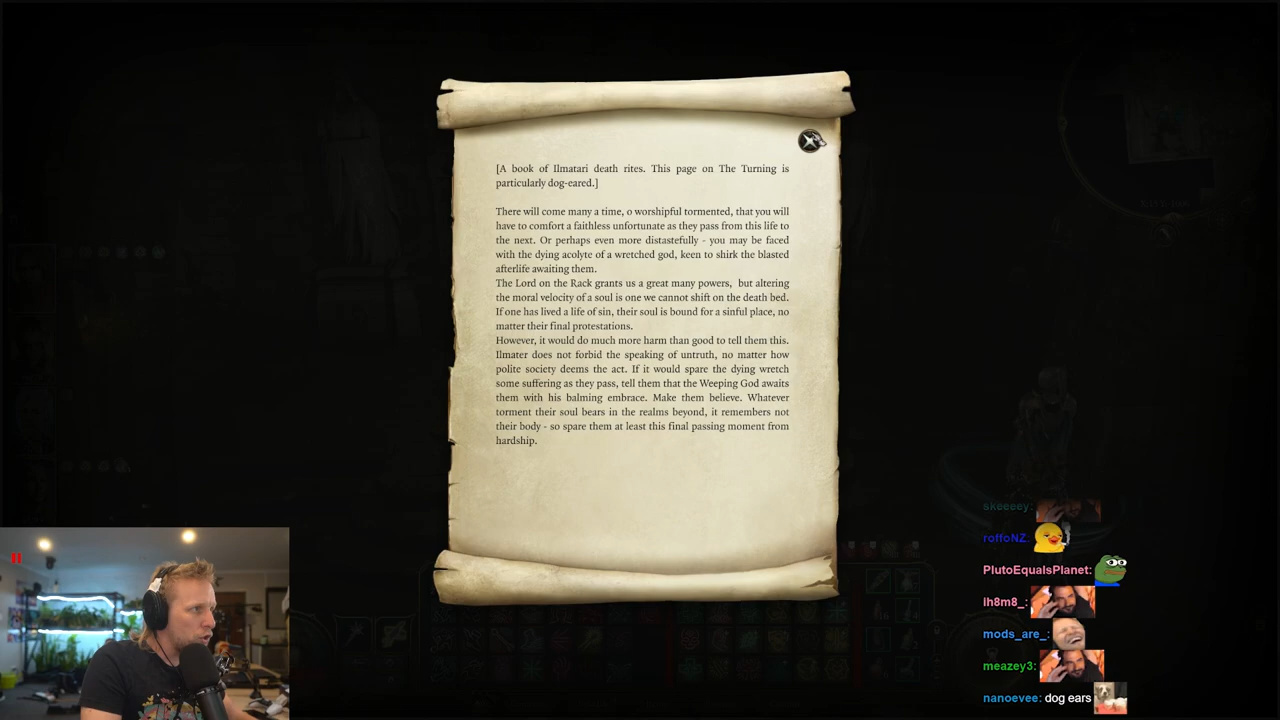 [A book of Ilmatari death rites. This page on The Turning is
particularly dog-eared.]
There will come many a time, o worshipful tormented, that you will
have to comfort a faithless unfortunate as they pass from this life to
the next. Or perhaps even more distastefully - you may be faced
with the dying acolyte of a wretched god, keen to shirk the blasted
afterlife awaiting them.
The Lord on the Rack grants us a great many powers, but altering
the moral velocity of a soul is one we cannot shift on the death bed.
If one has lived a life of sin, their soul is bound for a sinful place, no
matter their final protestations.
However, it would do much more harm than good to tell them this.
Ilmater does not forbid the speaking of untruth, no matter how
polite society deems the act. If it would spare the dying wretch
some suffering as they pass, tell them that the Weeping God awaits
them with his balming embrace. Make them believe. Whatever
torment their soul bears in the realms beyond, it remembers not
their body - so spare them at least this final passing moment from
hardship.
skeeeey:
roffoNZ:
PlutoEqualsPlanet:
ih8m8_:
mods_are_:
meazey3:
nanoevee: dog ears